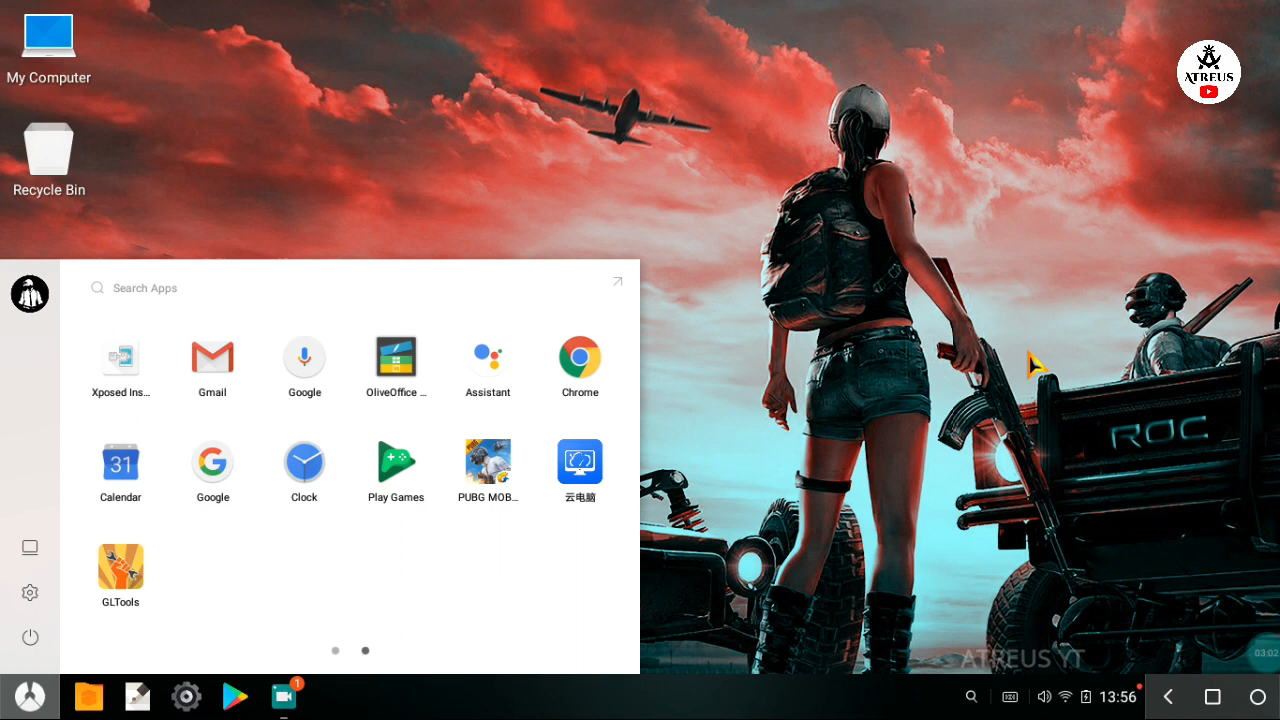 My Computer
ATREUS
Recycle Bin
Search Apps
Xposed Ins...
Gmail
Google
OliveOffice ...
Assistant
Chrome
ROC
31
Calendar
Google
Clock
Play Games
PUBG MOB...
云电脑
GLTools
ATREUS YT
03:02
1
13:56